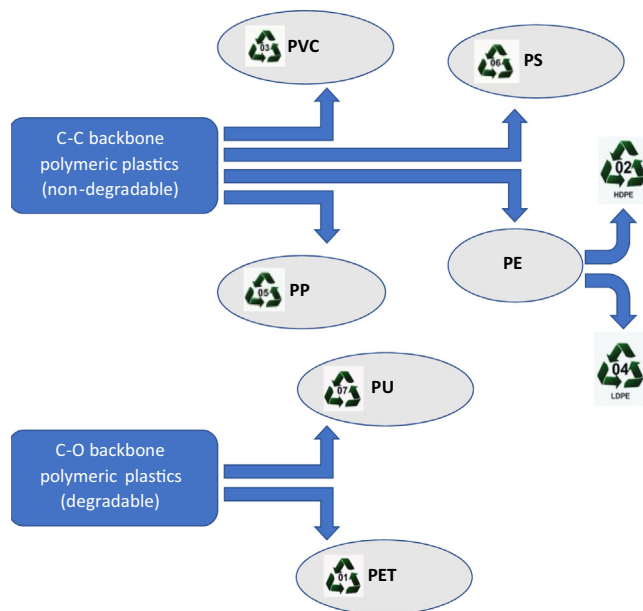 03 PVC
06 PS
C-C backbone
polymeric plastics
(non-degradable)
02
HDPE
PE
05 PP
04
LDPE
07 PU
C-O backbone
polymeric plastics
(degradable)
01 PET